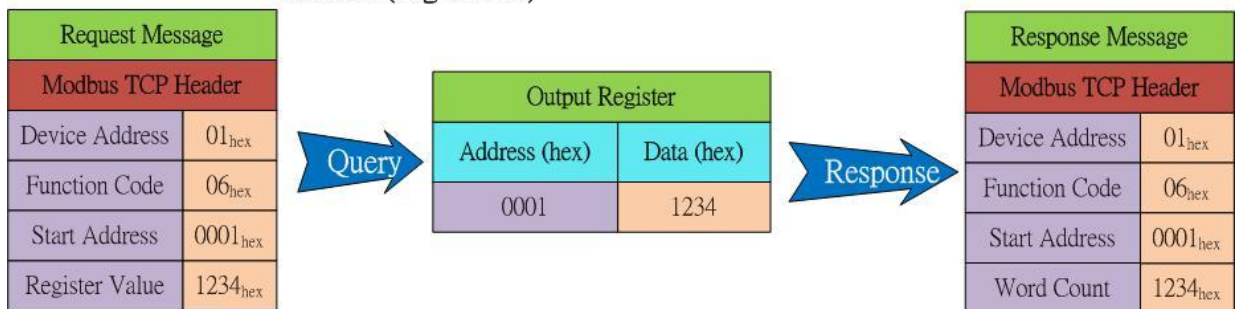 Request Message
Modbus TCP Header
Device Address 01hex
Function Code 06hex
Start Address 0001hex
Register Value 1234hex
Query
Output Register
Address (hex) Data (hex)
0001 1234
Response
Response Message
Modbus TCP Header
Device Address 01hex
Function Code 06hex
Start Address 0001hex
Word Count 1234hex